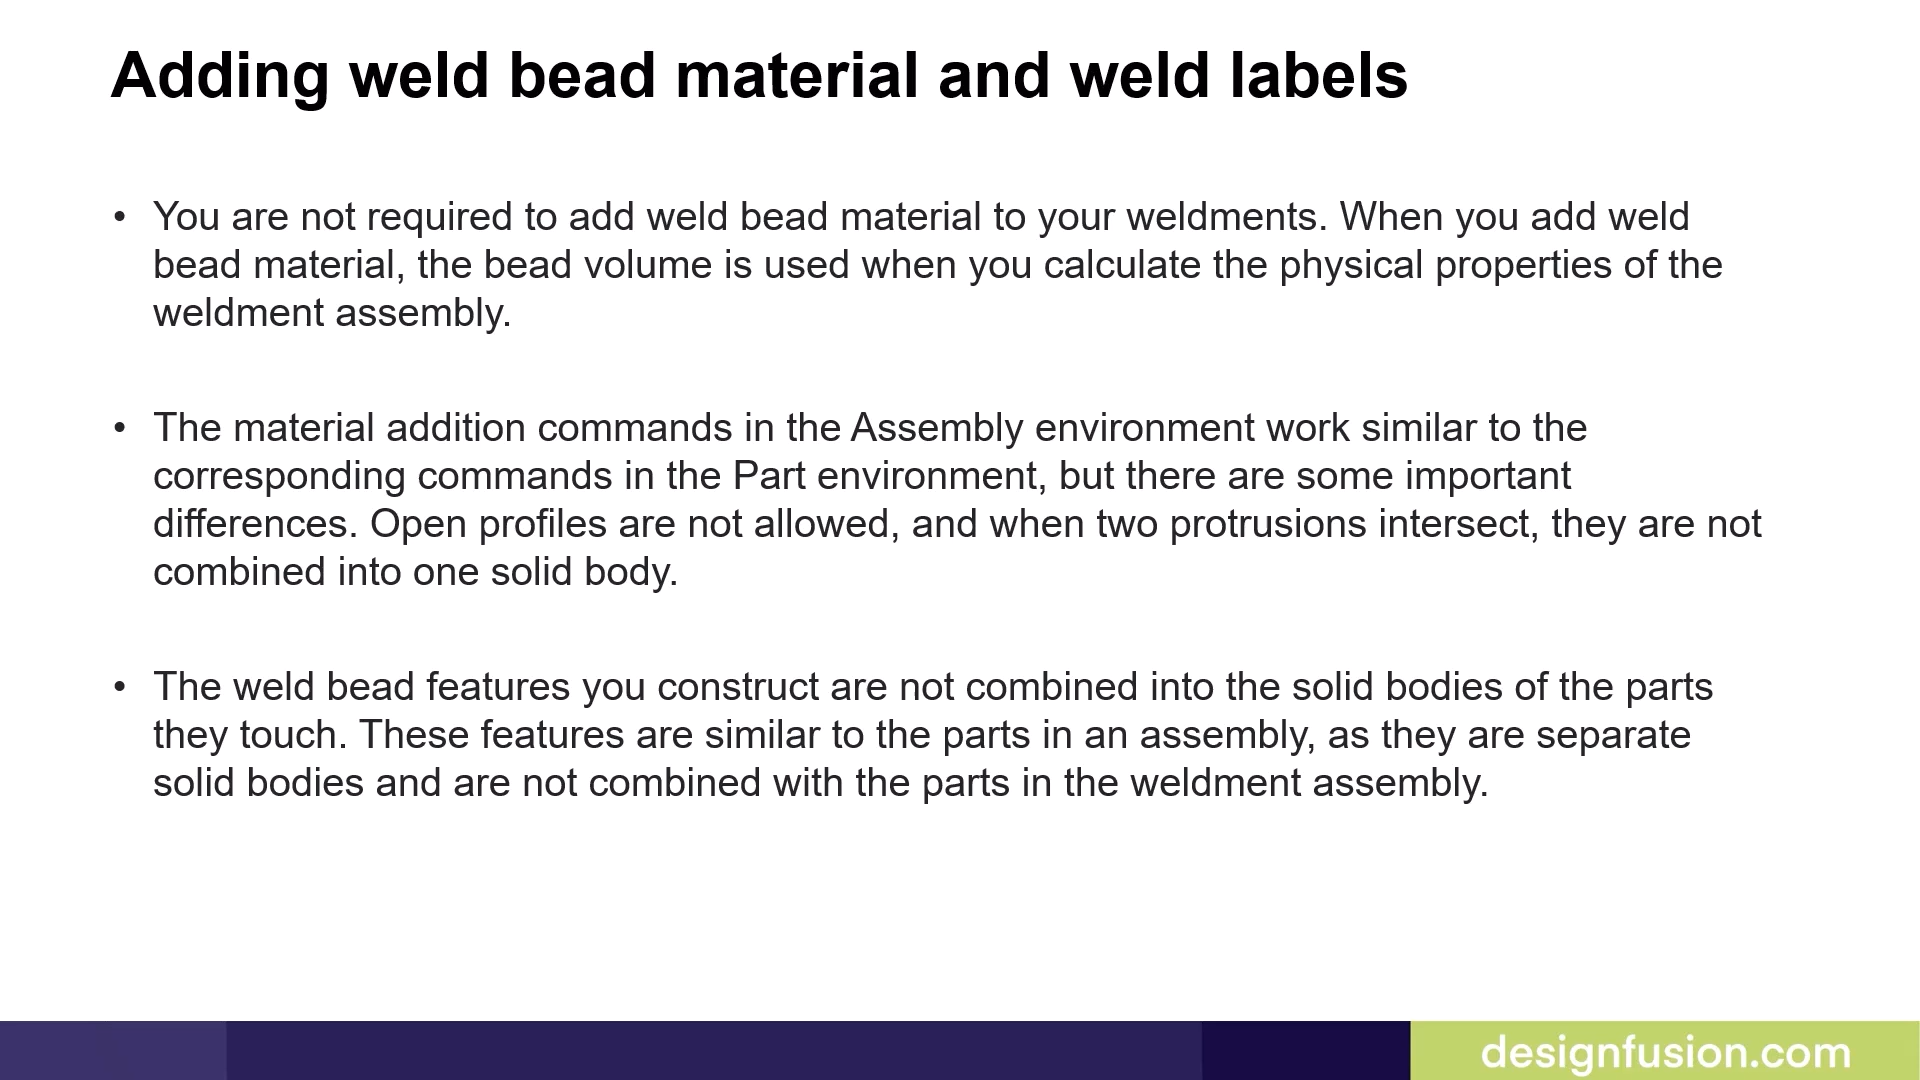 Adding weld bead material and weld labels
• You are not required to add weld bead material to your weldments. When you add weld
bead material, the bead volume is used when you calculate the physical properties of the
weldment assembly.
• The material addition commands in the Assembly environment work similar to the
corresponding commands in the Part environment, but there are some important
differences. Open profiles are not allowed, and when two protrusions intersect, they are not
combined into one solid body.
• The weld bead features you construct are not combined into the solid bodies of the parts
they touch. These features are similar to the parts in an assembly, as they are separate
solid bodies and are not combined with the parts in the weldment assembly.
designfusion.com